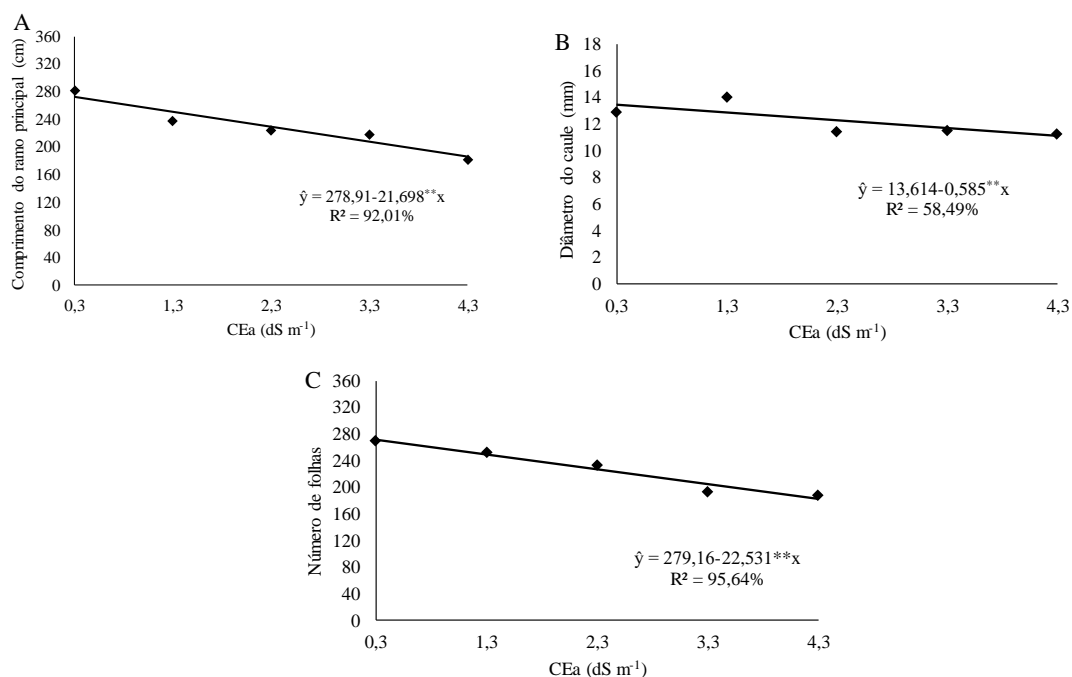 A
Comprimento do ramo principal (cm)
360
320
280
240
200
160
120
80
40
0
ŷ = 278,91-21,698**x
R² = 92,01%
0,3 1,3 2,3 3,3 4,3
CEa (dS m-1)
B
Diâmetro do caule (mm)
18
16
14
12
10
8
6
4
2
0
ŷ = 13,614-0,585**x
R² = 58,49%
0,3 1,3 2,3 3,3 4,3
CEa (dS m-1)
C
Número de folhas
360
320
280
240
200
160
120
80
40
0
ŷ = 279,16-22,531**x
R² = 95,64%
0,3 1,3 2,3 3,3 4,3
CEa (dS m-1)